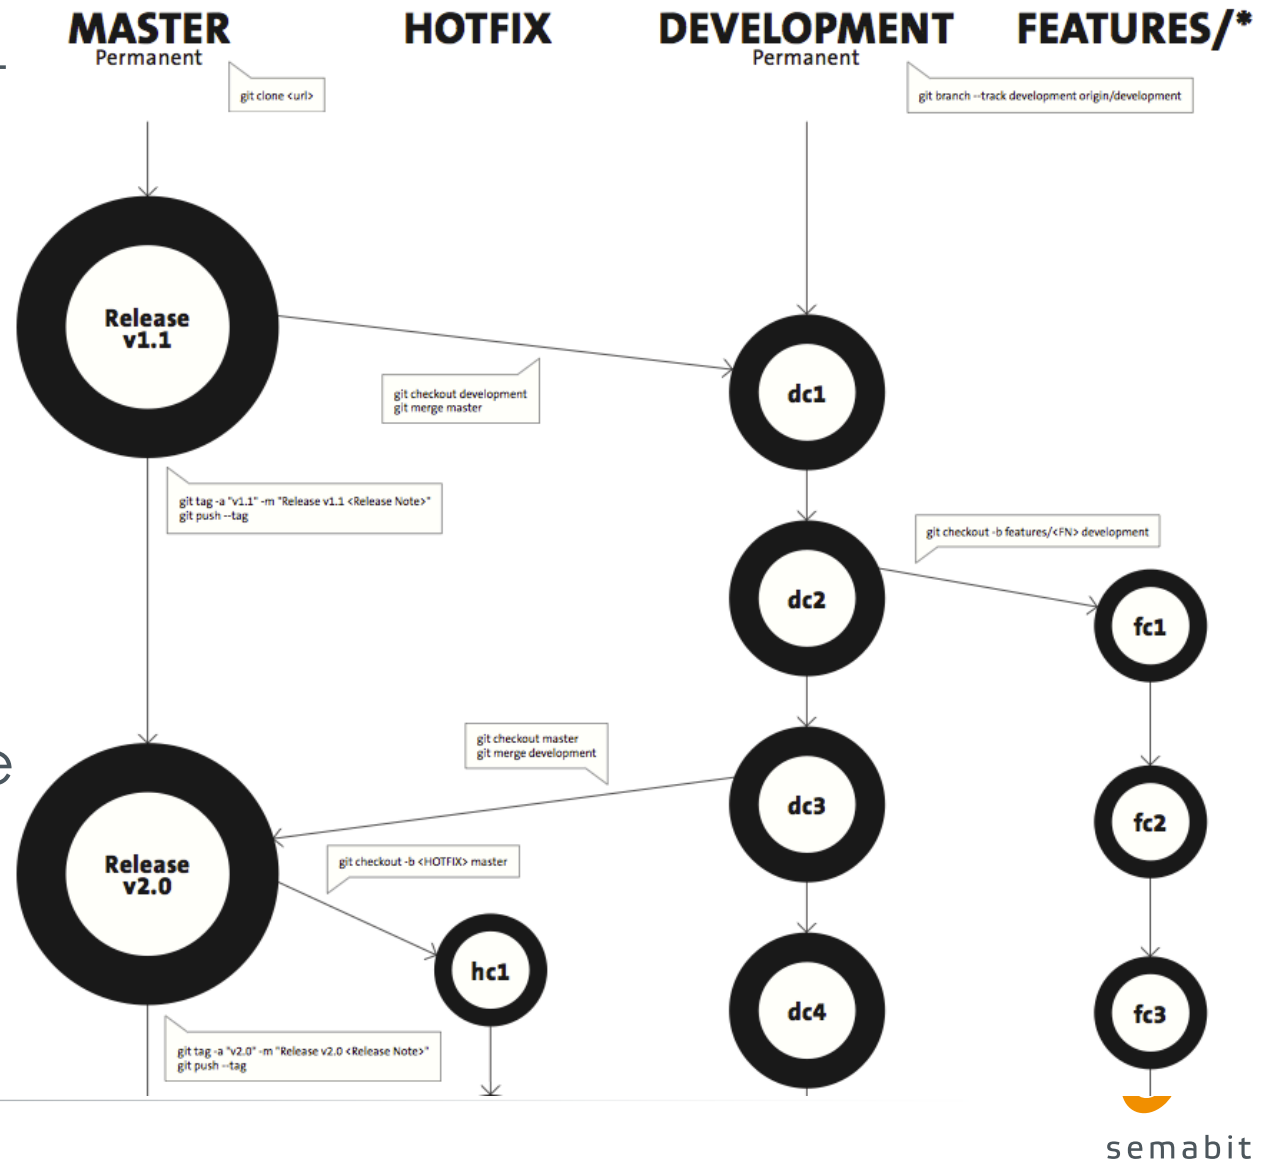 MASTER
Permanent
HOTFIX
DEVELOPMENT
Permanent
FEATURES/*
git clone <url>
git branch --track development origin/development
Release
v1.1
git checkout development
git merge master
dc1
git tag -a "v1.1" -m "Release v1.1 <Release Note>"
git push --tag
dc2
git checkout -b features/<FN> development
fc1
git checkout master
git merge development
e
dc3
fc2
Release
v2.0
git checkout -b <HOTFIX> master
hc1
dc4
fc3
git tag -a "v2.0" -m "Release v2.0 <Release Note>"
git push --tag
semabit